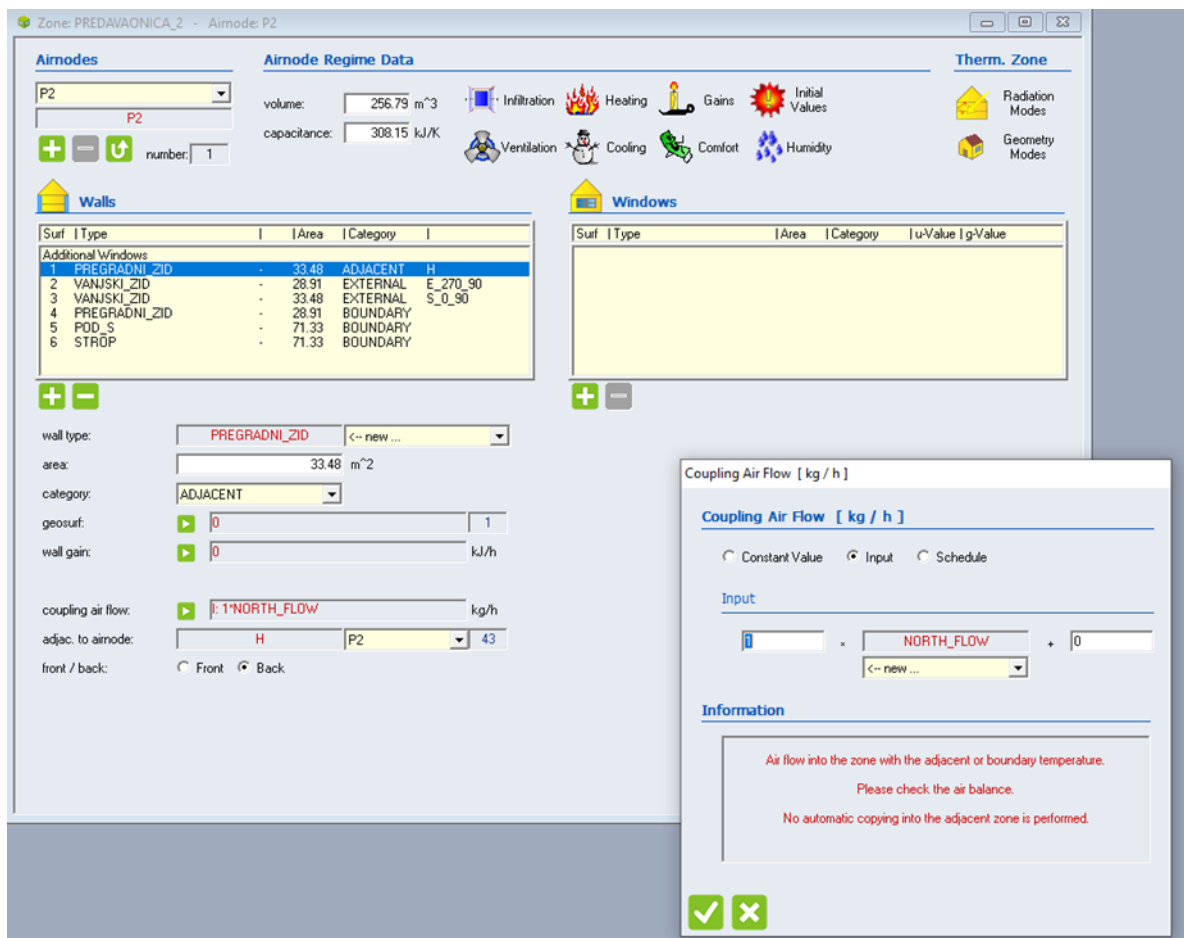 Zone: PREDAVAONICA_2 - Airnode: P2
Airnodes
P2
P2
number: 1
Airnode Regime Data
volume: 256.79 m^3
capacitance: 308.15 kJ/K
Infiltration
Heating
Gains
Initial
Values
Ventilation
Cooling
Comfort
Humidity
Therm. Zone
Radiation
Modes
Geometry
Modes
Walls
Surf | Type | | Area | Category |
Additional Windows
1 PREGRADNI_ZID - 33.48 ADJACENT H
2 VANJSKI_ZID - 28.91 EXTERNAL E_270_90
3 VANJSKI_ZID - 33.48 EXTERNAL S_0_90
4 PREGRADNI_ZID - 28.91 BOUNDARY
5 POD_S - 71.33 BOUNDARY
6 STROP - 71.33 BOUNDARY
Windows
Surf | Type | Area | Category | u-Value | g-Value
wall type: PREGRADNI_ZID <-- new ...
area: 33.48 m^2
category: ADJACENT
geosurf: 0 1
wall gain: 0 kJ/h
coupling air flow: I: 1*NORTH_FLOW kg/h
adjac. to airnode: H P2 43
front / back: Front Back
Coupling Air Flow [ kg / h ]
Coupling Air Flow [ kg / h ]
Constant Value Input Schedule
Input
1 * NORTH_FLOW + 0
<-- new ...
Information
Air flow into the zone with the adjacent or boundary temperature.
Please check the air balance.
No automatic copying into the adjacent zone is performed.